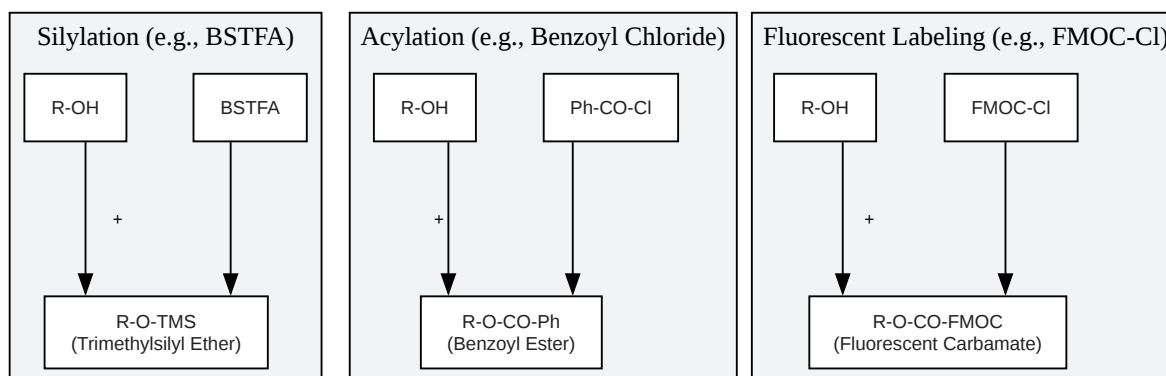 Silylation (e.g., BSTFA)
R-OH
BSTFA
+
R-O-TMS
(Trimethylsilyl Ether)
Acylation (e.g., Benzoyl Chloride)
R-OH
Ph-CO-Cl
+
R-O-CO-Ph
(Benzoyl Ester)
Fluorescent Labeling (e.g., FMOC-Cl)
R-OH
FMOC-Cl
+
R-O-CO-FMOC
(Fluorescent Carbamate)